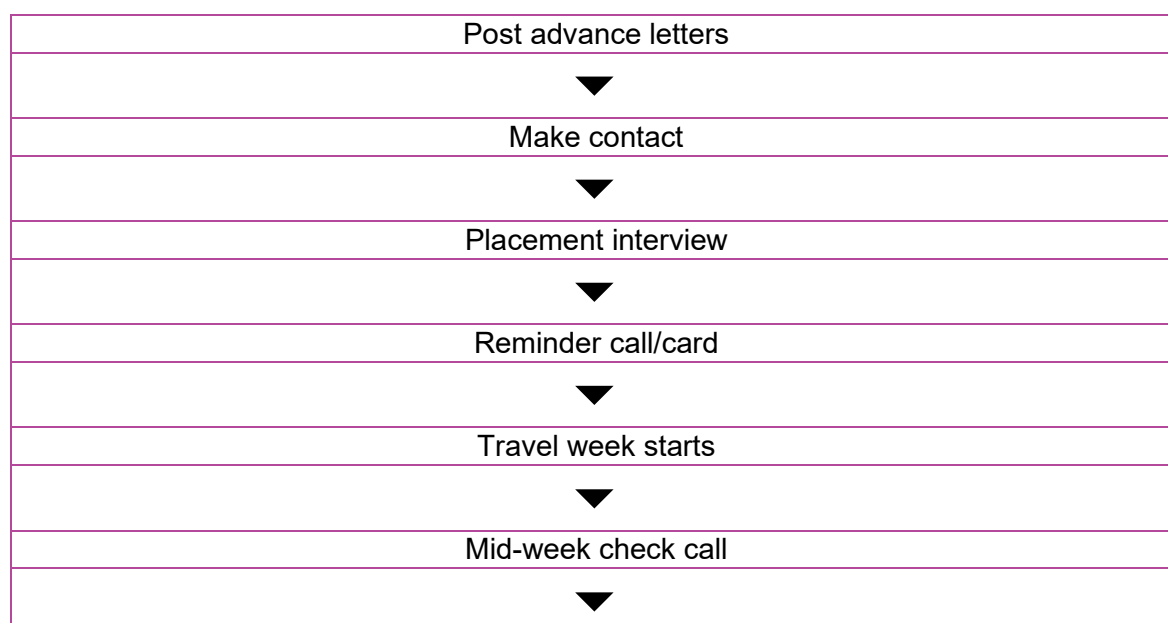 Post advance letters
Make contact
Placement interview
Reminder call/card
Travel week starts
Mid-week check call